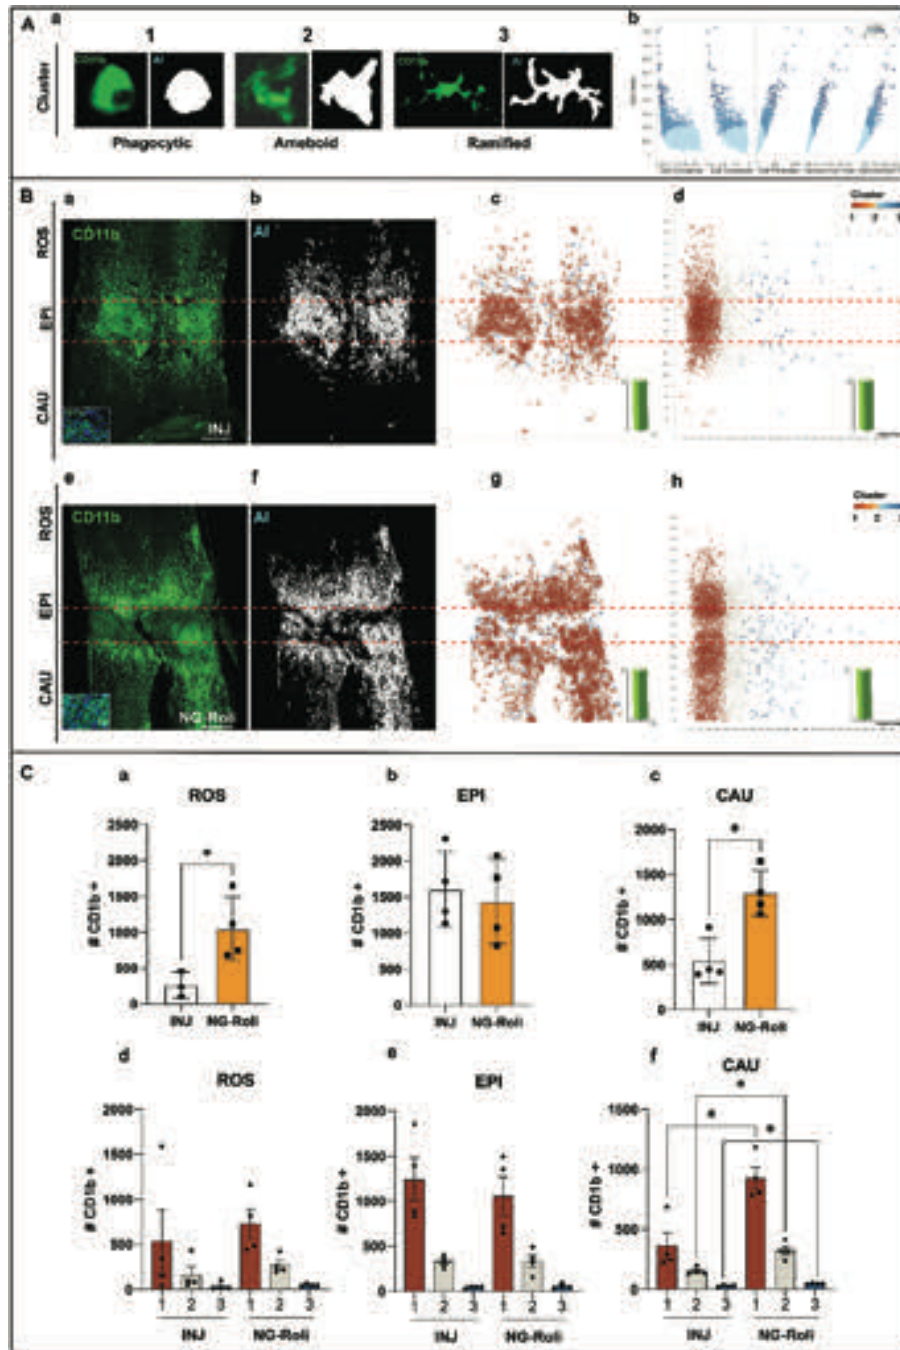 A
a
b
1
2
3
Cluster
CD11b
AI
CD11b
AI
Phagocytic
Ameboid
Ramified
B
a
b
c
d
Cluster
ROS
EPI
CAU
CD11b
AI
INJ
e
f
g
h
Cluster
ROS
EPI
CAU
CD11b
AI
NG-Roli
C
a
ROS
# CD1b +
2500
2000
1500
1000
500
0
INJ
NG-Roli
b
EPI
# CD1b +
2500
2000
1500
1000
500
0
INJ
NG-Roli
c
CAU
# CD1b +
2000
1500
1000
500
0
INJ
NG-Roli
d
ROS
# CD1b +
2000
1500
1000
500
0
1 2 3 1 2 3
INJ NG-Roli
e
EPI
# CD1b +
2000
1500
1000
500
0
1 2 3 1 2 3
INJ NG-Roli
f
CAU
# CD1b +
1500
1000
500
0
1 2 3 1 2 3
INJ NG-Roli